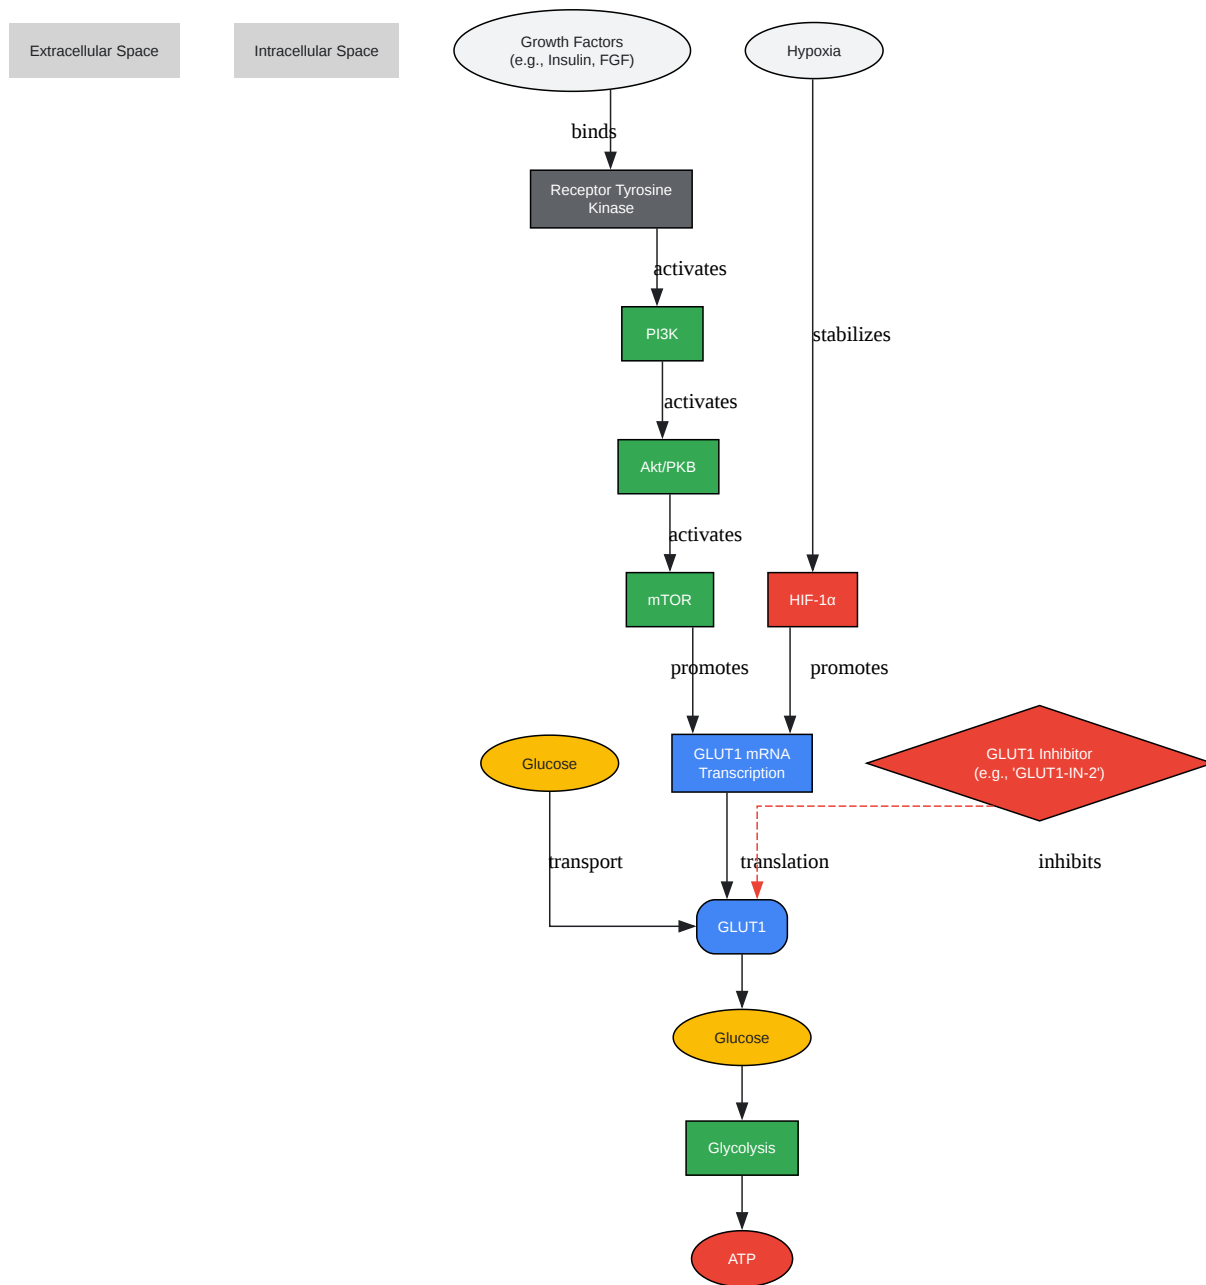 Extracellular Space
Intracellular Space
Growth Factors
(e.g., Insulin, FGF)
Hypoxia
binds
Receptor Tyrosine
Kinase
activates
PI3K
stabilizes
activates
Akt/PKB
activates
mTOR
HIF-1α
promotes
promotes
Glucose
GLUT1 mRNA
Transcription
GLUT1 Inhibitor
(e.g., 'GLUT1-IN-2')
transport
translation
inhibits
GLUT1
Glucose
Glycolysis
ATP